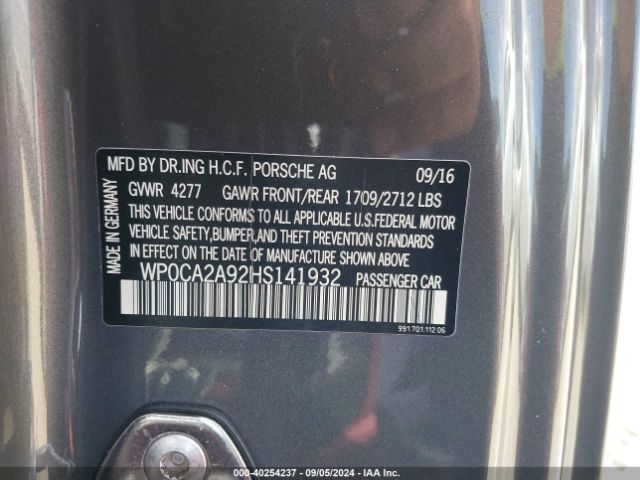 MFD BY DR.ING H.C.F. PORSCHE AG 09/16
GVWR 4277 GAWR FRONT/REAR 1709/2712 LBS
THIS VEHICLE CONFORMS TO ALL APPLICABLE U.S.FEDERAL MOTOR
VEHICLE SAFETY,BUMPER,AND THEFT PREVENTION STANDARDS
IN EFFECT ON THE DATE OF MANUFACTURE SHOWN ABOVE
WP0CA2A92HS141932 PASSENGER CAR
MADE IN GERMANY
991.701.112.06
000-40254237 - 09/05/2024 - IAA Inc.